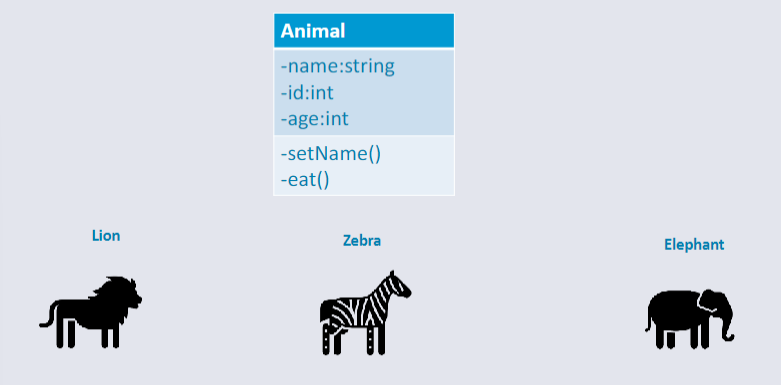 Animal
-name:string
-id:int
-age:int
-setName()
-eat()
Lion
Zebra
Elephant